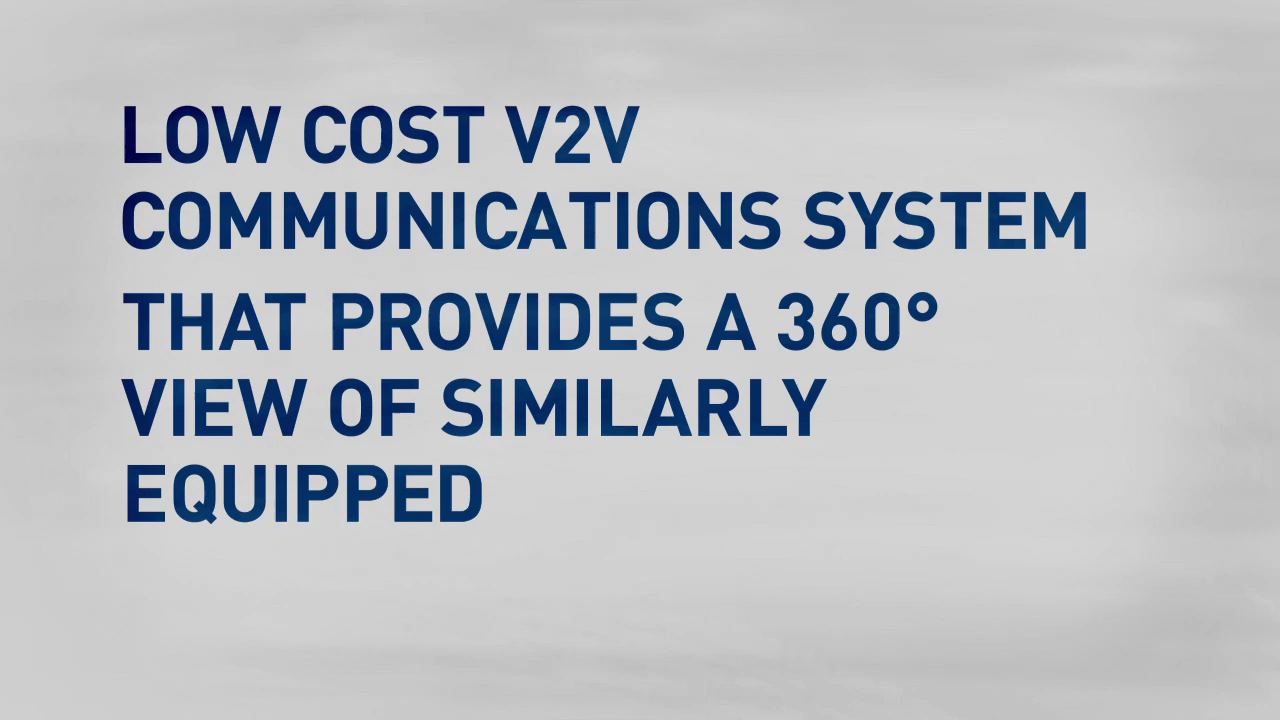 LOW COST V2V
COMMUNICATIONS SYSTEM
THAT PROVIDES A 360°
VIEW OF SIMILARLY
EQUIPPED